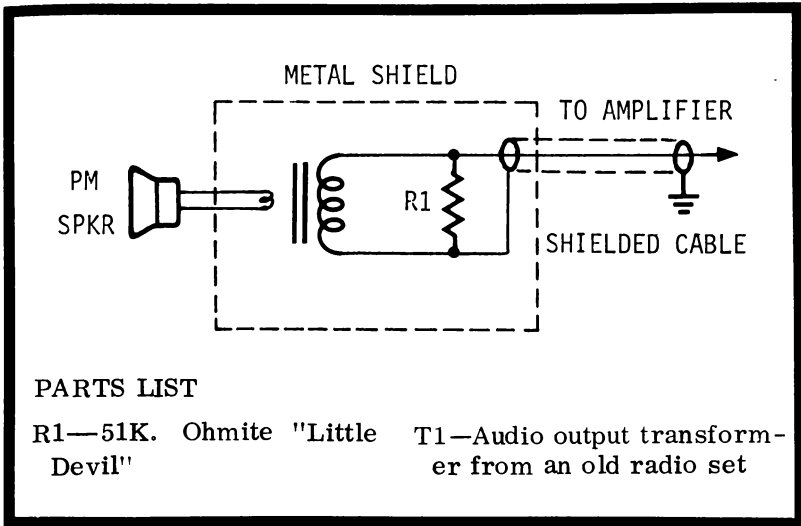 METAL SHIELD
TO AMPLIFIER
PM
SPKR
R1
SHIELDED CABLE
PARTS LIST
R1—51K. Ohmite "Little
Devil"
T1—Audio output transform-
er from an old radio set